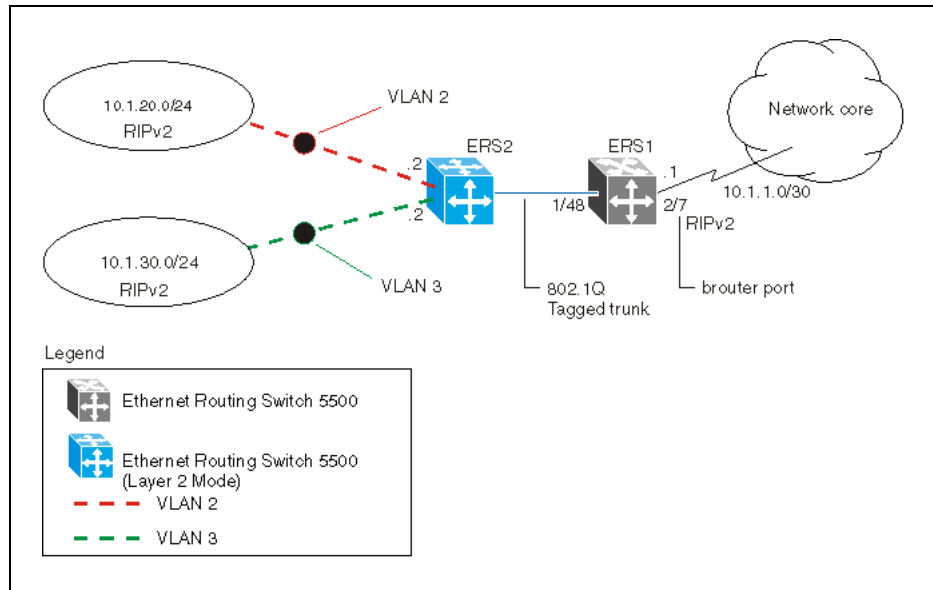 10.1.20.0/24
RIPv2
VLAN 2
ERS2
ERS1
Network core
.2
.1
10.1.1.0/30
.2
1/48
2/7
RIPv2
10.1.30.0/24
RIPv2
VLAN 3
802.1Q
Tagged trunk
brouter port
Legend
Ethernet Routing Switch 5500
Ethernet Routing Switch 5500
(Layer 2 Mode)
VLAN 2
VLAN 3